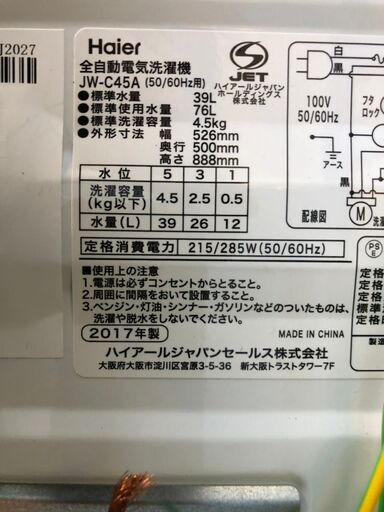 J2027
Haier
全自動電気洗濯機
JW-C45A (50/60Hz用)
S
JET
ハイアールジャパン
ホールディングス
株式会社
●標準水量 39L
●標準使用水量 76L
●標準洗濯容量 4.5kg
●外形寸法 幅 526mm
奥行 500mm
高さ 888mm
水位 5 3 1
洗濯容量 (kg以下) 4.5 2.5 0.5
水量(L) 39 26 12
白
黒
100V
50/60Hz
フタ
ロック
アース
黒
配線図
M
洗濯
定格消費電力 215/285W(50/60Hz)
■使用上の注意
1.電源は必ずコンセントからとること。
2.周囲に間隔をおいて設置すること。
3.ベンジン・灯油・シンナー・ガソリンなどのついたものは、
洗濯や脱水をしないでください。
2017年製
MADE IN CHINA
ハイアールジャパンセールス株式会社
大阪府大阪市淀川区宮原3-5-36 新大阪トラストタワー7F
PS
E
定格
定格
定格
製造